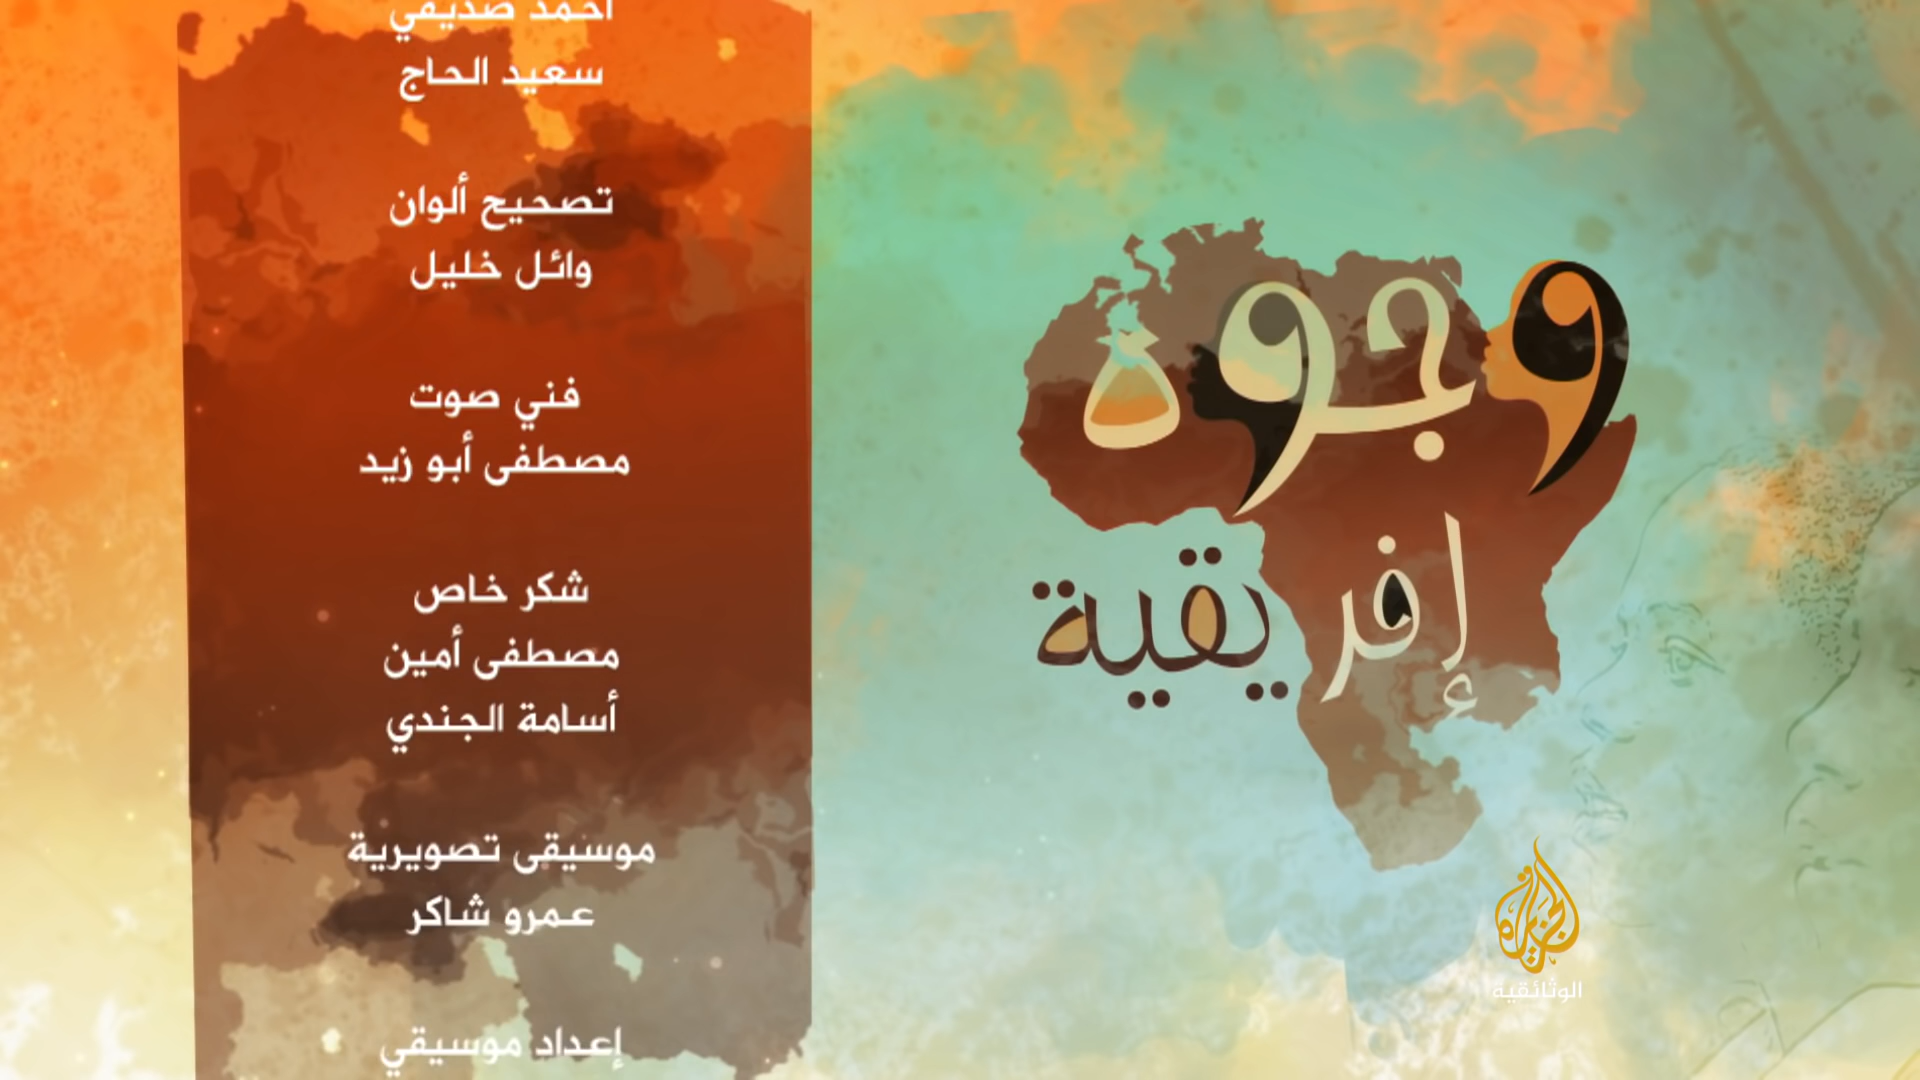 أحمد صديقي
سعيد الحاج
تصحيح ألوان
وائل خليل
فني صوت
مصطفى أبو زيد
شكر خاص
مصطفى أمين
أسامة الجندي
موسيقى تصويرية
عمرو شاكر
إعداد موسيقي
وجوه
إفريقية
الجزيرة
الوثائقية